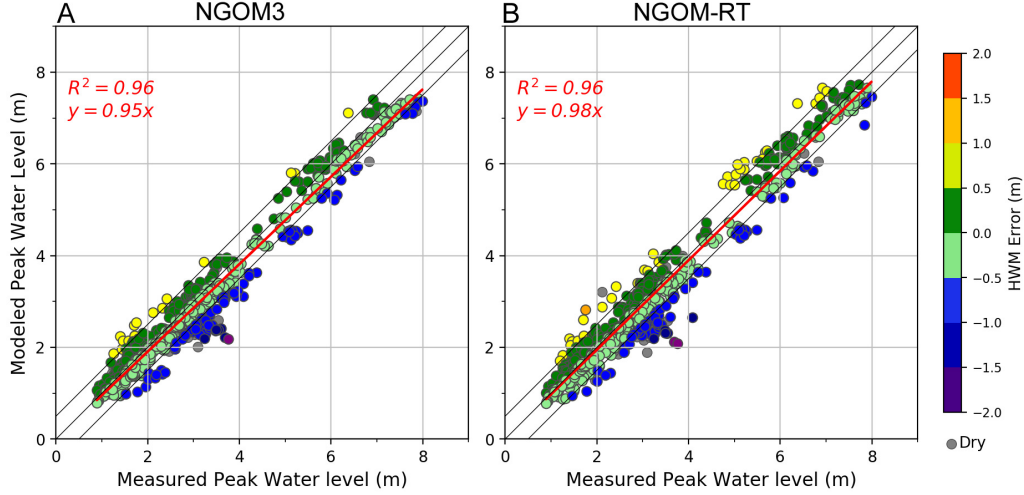 A NGOM3
R² = 0.96
y = 0.95x
8
6
4
2
0
0 2 4 6 8
Modeled Peak Water Level (m)
Measured Peak Water level (m)
B NGOM-RT
R² = 0.96
y = 0.98x
8
6
4
2
0
0 2 4 6 8
Measured Peak Water level (m)
2.0
1.5
1.0
0.5
0.0
−0.5
−1.0
−1.5
−2.0
HWM Error (m)
Dry